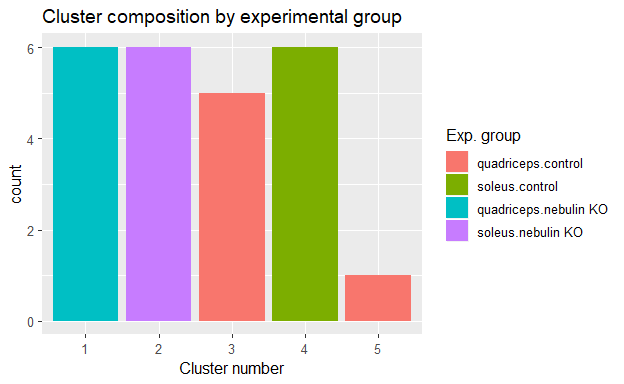 Cluster composition by experimental group
6
4
2
0
count
1 2 3 4 5
Cluster number
Exp. group
quadriceps.control
soleus.control
quadriceps.nebulin KO
soleus.nebulin KO